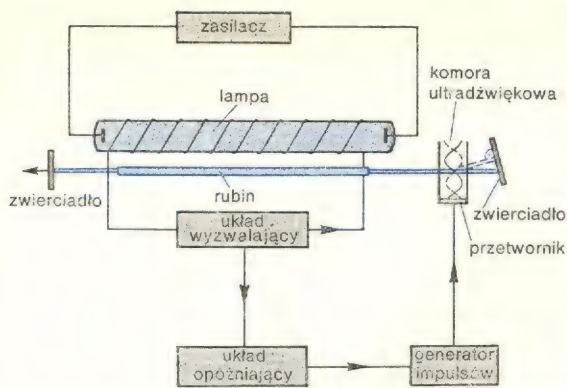 zasilacz
lampa
komora
ultradźwiękowa
zwierciadło
rubin
układ
wyzwalający
zwierciadło
przetwornik
układ
opóźniający
generator
impulsów